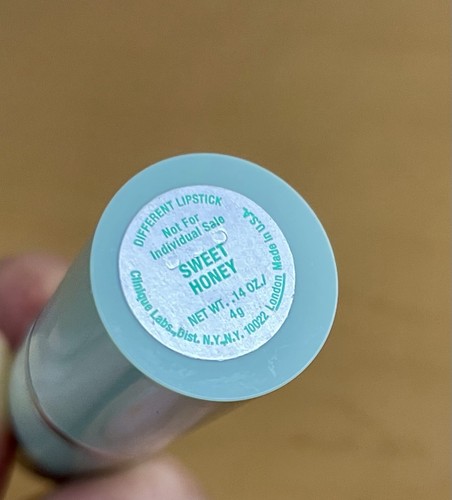 DIFFERENT LIPSTICK
Not For
Individual Sale
SWEET
HONEY
NET WT. .14 OZ./
4g
Clinique Labs., Dist. N.Y., N.Y. 10022 London Made in U.S.A.